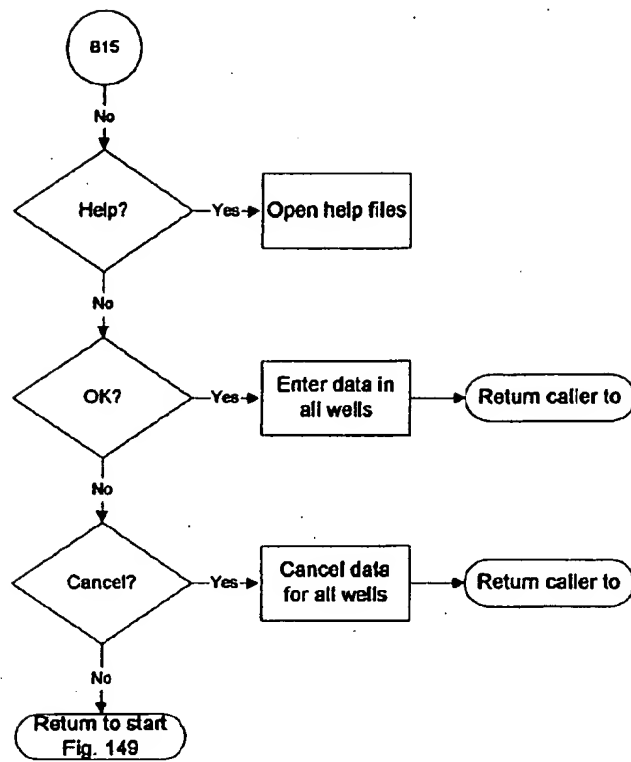 B15
No
Help?
Yes
Open help files
No
OK?
Yes
Enter data in
all wells
Return caller to
No
Cancel?
Yes
Cancel data
for all wells
Return caller to
No
Return to start
Fig. 149